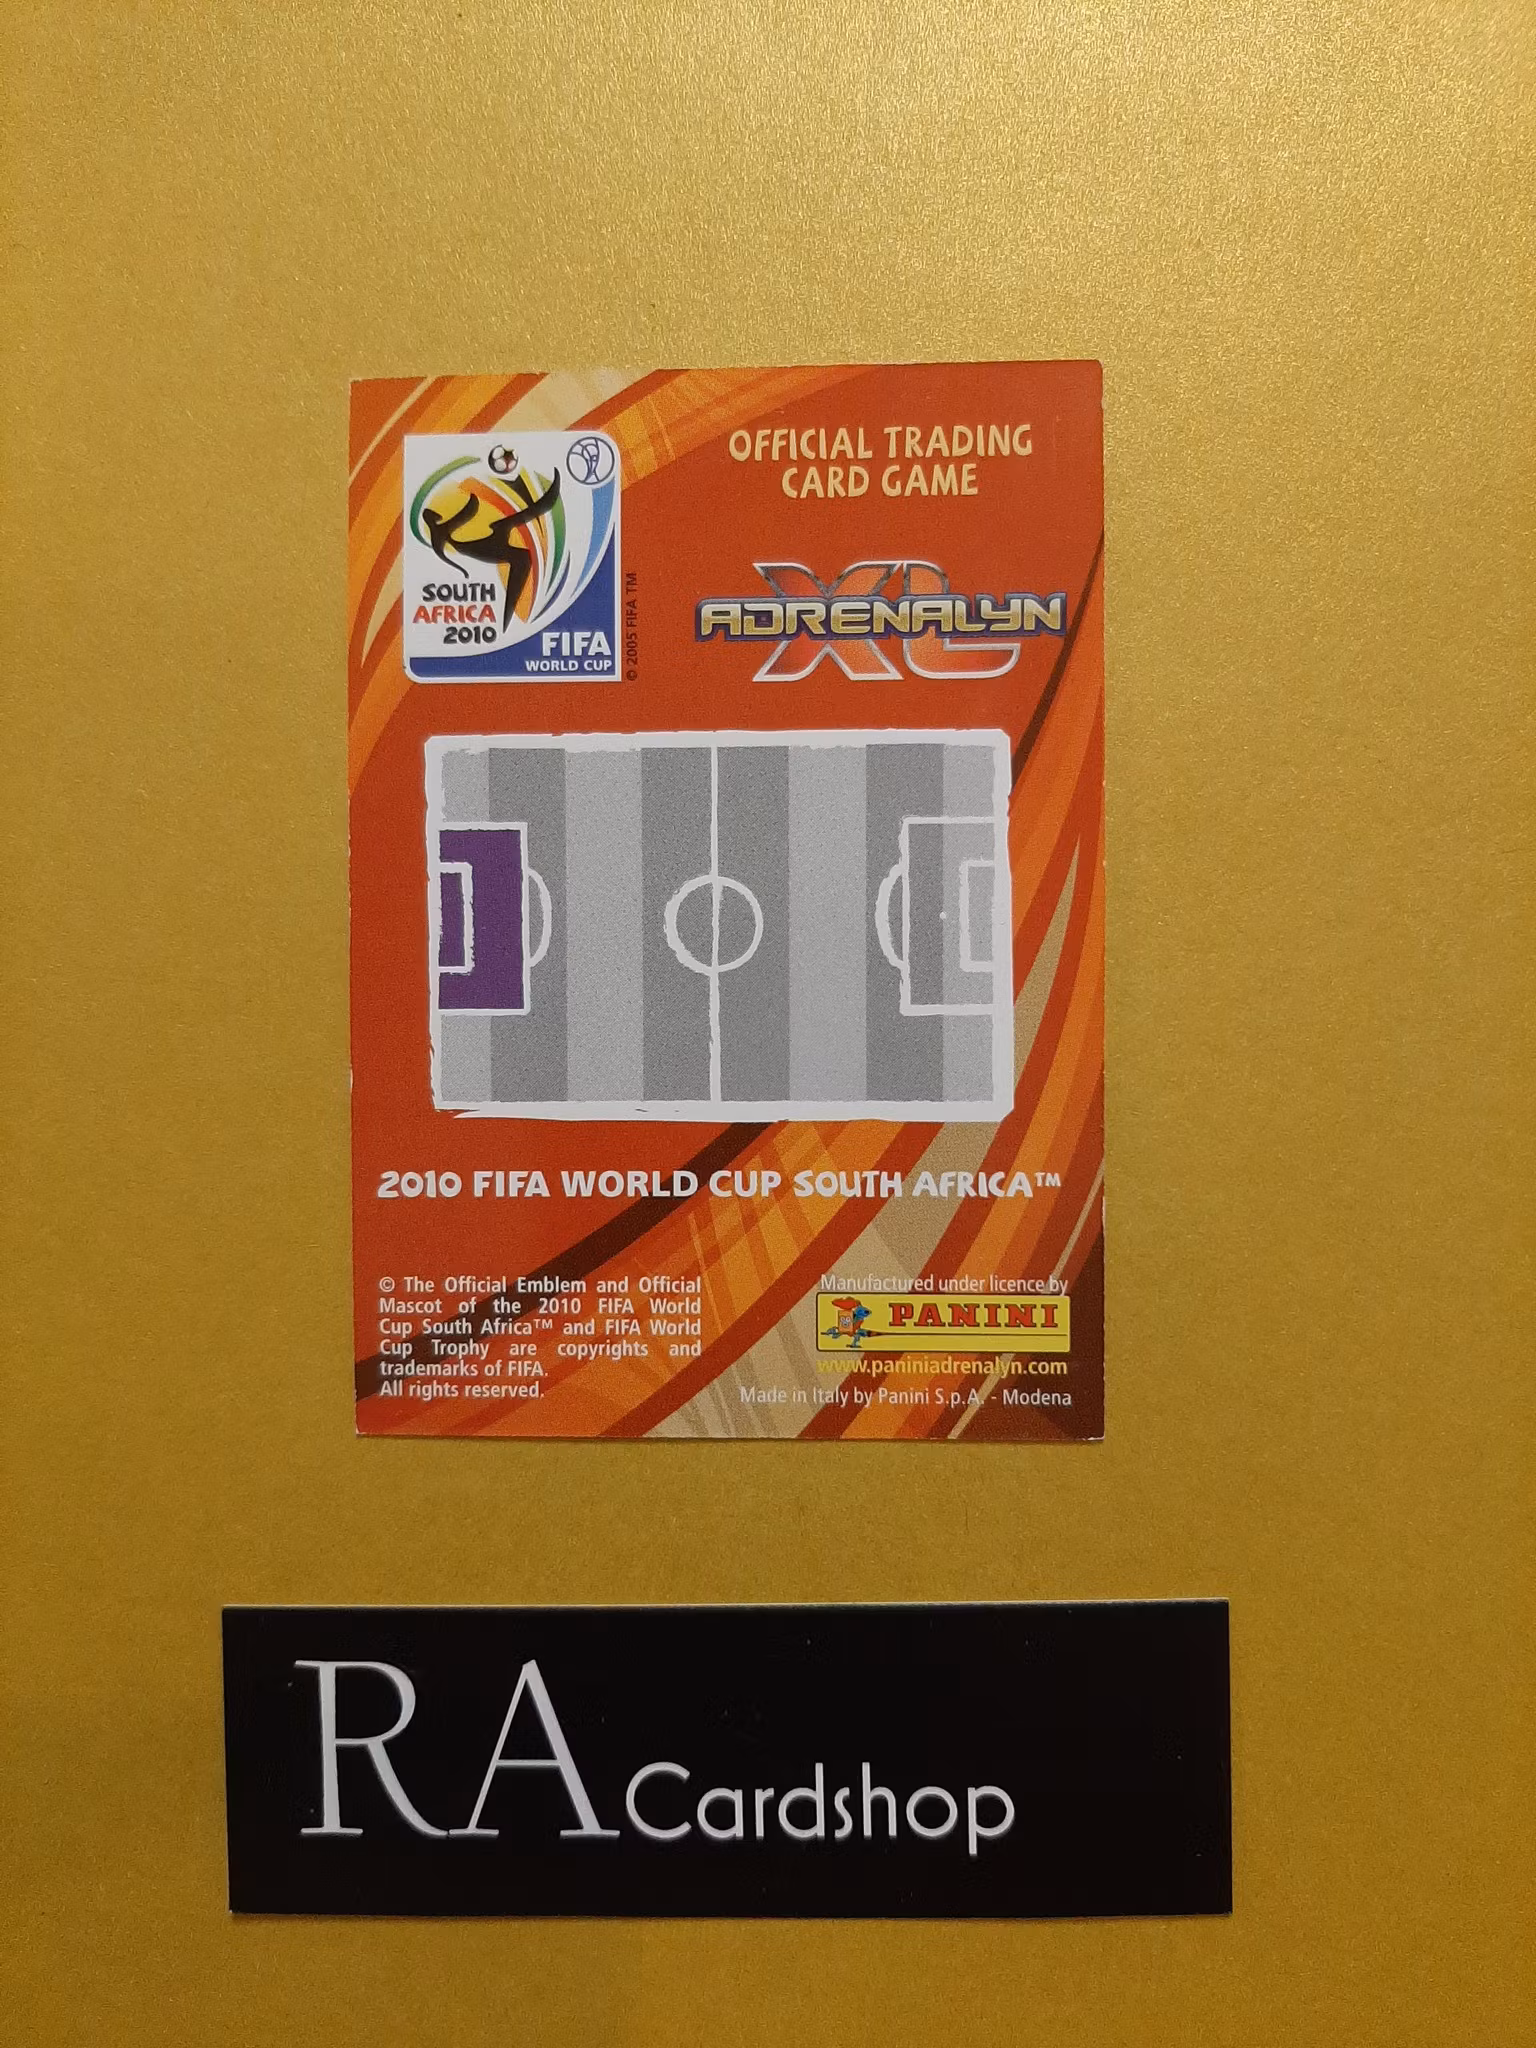 OFFICIAL TRADING
CARD GAME
SOUTH
AFRICA
2010
FIFA
WORLD CUP
© 2005 FIFA TM
ADRENALYN
XL
2010 FIFA WORLD CUP SOUTH AFRICA™
© The Official Emblem and Official
Mascot of the 2010 FIFA World
Cup South Africa™ and FIFA World
Cup Trophy are copyrights and
trademarks of FIFA.
All rights reserved.
Manufactured under licence by
PANINI
www.paniniadrenalyn.com
Made in Italy by Panini S.p.A. - Modena
RA Cardshop